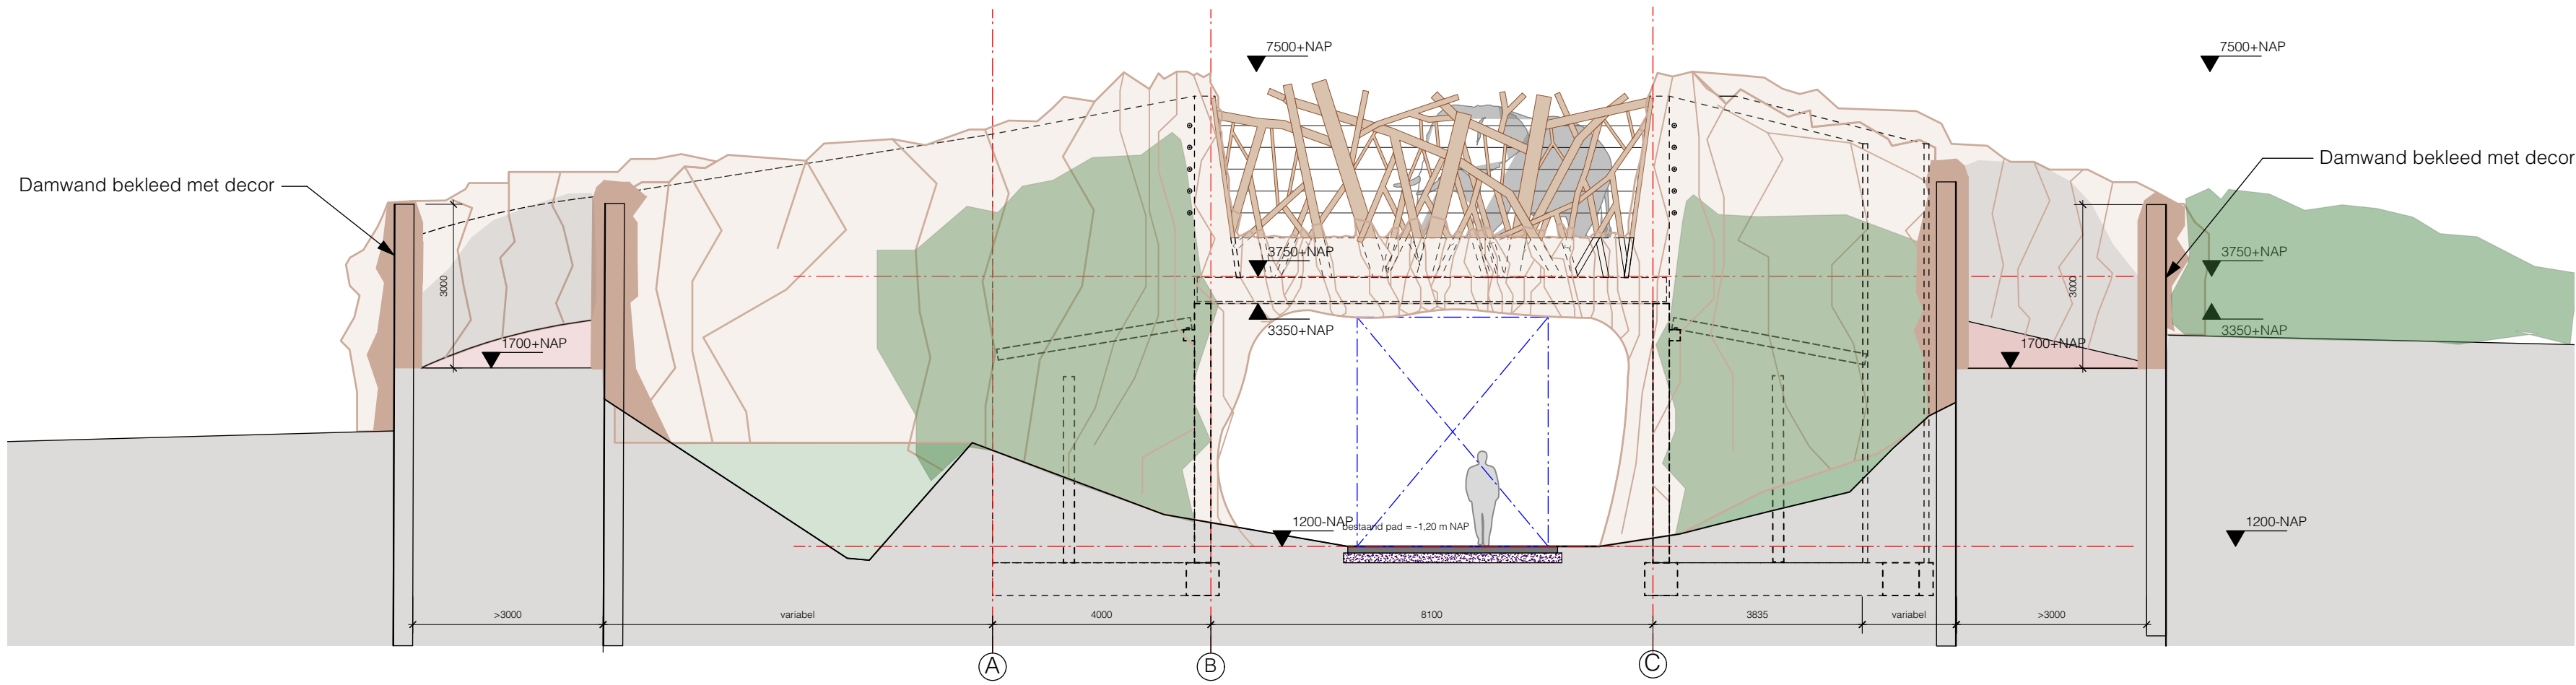 7500+NAP
7500+NAP
Damwand bekleed met decor
Damwand bekleed met decor
3750+NAP
3750+NAP
3000
3000
3350+NAP
3350+NAP
1700+NAP
1700+NAP
1200-NAP
bestaand pad = -1,20 m NAP
1200-NAP
>3000
variabel
4000
8100
3835
variabel
>3000
A
B
C